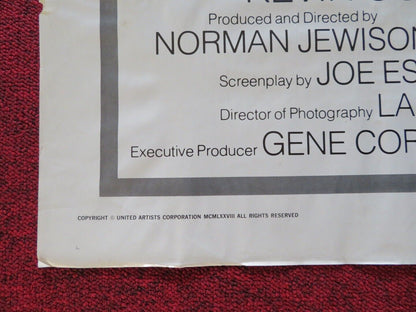 Produced and Directed by
NORMAN JEWISON
Screenplay by JOE ES
Director of Photography LA
Executive Producer GENE COR
COPYRIGHT © UNITED ARTISTS CORPORATION MCMLXXVIII ALL RIGHTS RESERVED